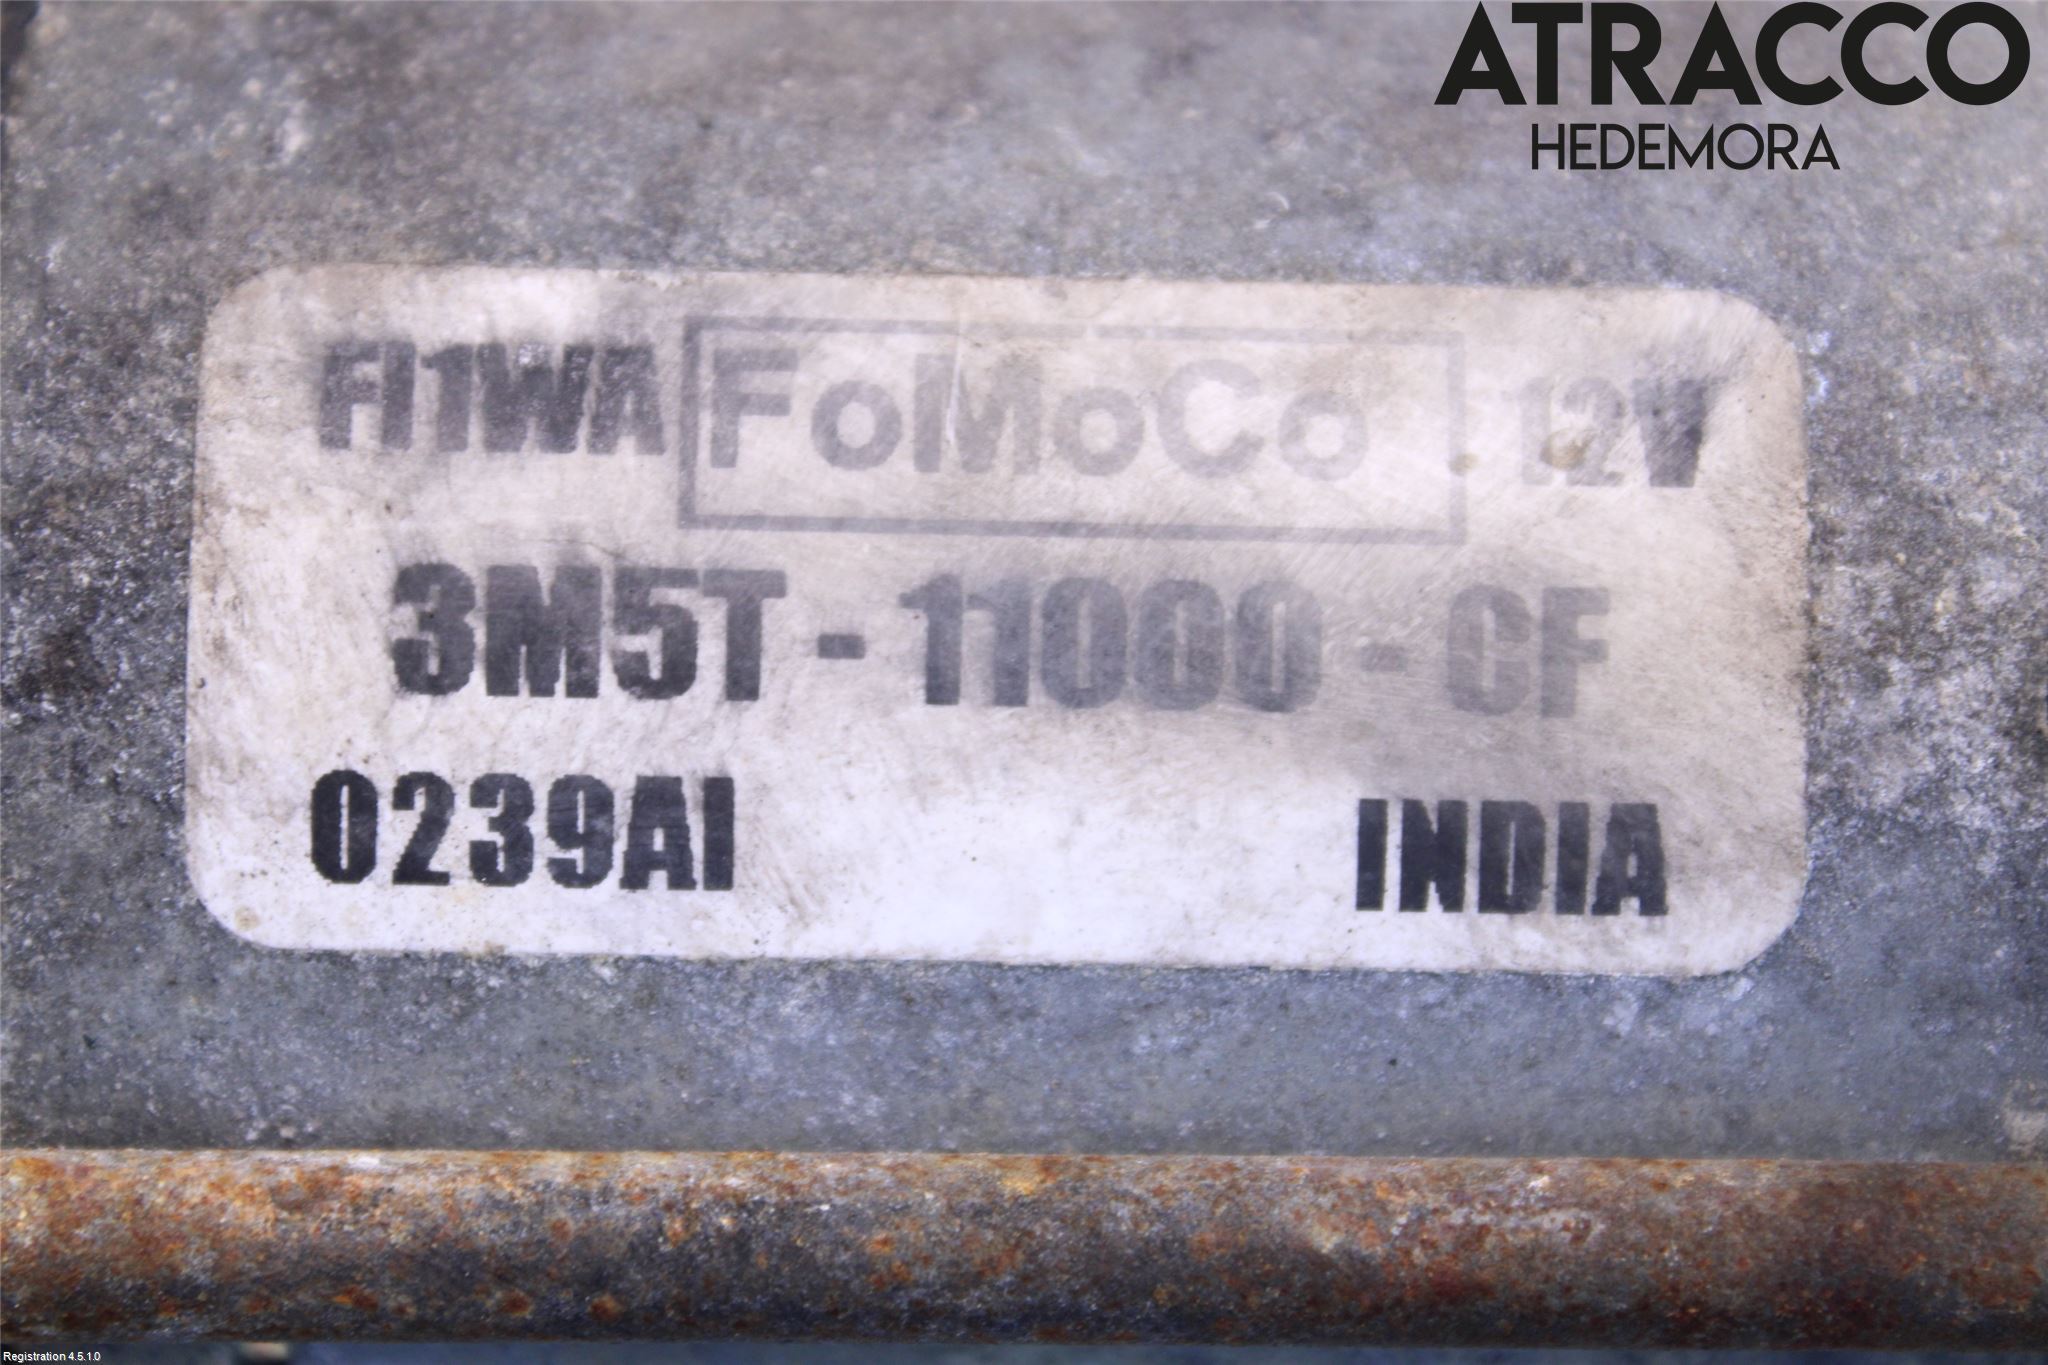 ATRACCO
HEDEMORA
FI1WA FoMoCo 12V
3M5T - 11000 - CF
0239AI INDIA
Registration 4.5.1.0